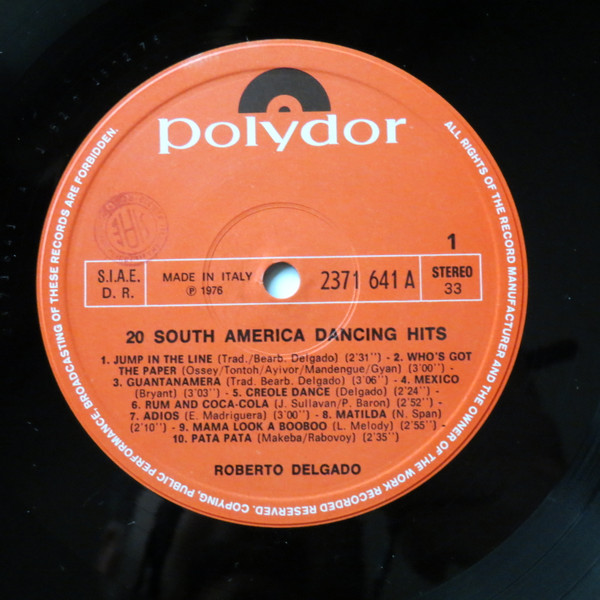 polydor
1
S.I.A.E.
D. R.
MADE IN ITALY
Ⓟ 1976
2371 641 A
STEREO
33
20 SOUTH AMERICA DANCING HITS
1. JUMP IN THE LINE (Trad./Bearb. Delgado) (2'31'') - 2. WHO'S GOT
THE PAPER (Ossey/Tontoh/Ayivor/Mandengue/Gyan) (3'00'') -
3. GUANTANAMERA (Trad. Bearb. Delgado) (3'06'') - 4. MEXICO
(Bryant) (3'03'') - 5. CREOLE DANCE (Delgado) (2'24'') -
6. RUM AND COCA-COLA (J. Sullavan/P. Baron) (2'52'') -
7. ADIOS (E. Madriguera) (3'00'') - 8. MATILDA (N. Span)
(2'10'') - 9. MAMA LOOK A BOOBOO (L. Melody) (2'55'') -
10. PATA PATA (Makeba/Rabovoy) (2'35'')
ROBERTO DELGADO
ALL RIGHTS OF THE RECORD MANUFACTURER AND THE OWNER OF THE WORK RECORDED RESERVED. COPYING, PUBLIC PERFORMANCE, BROADCASTING OF THESE RECORDS ARE FORBIDDEN.